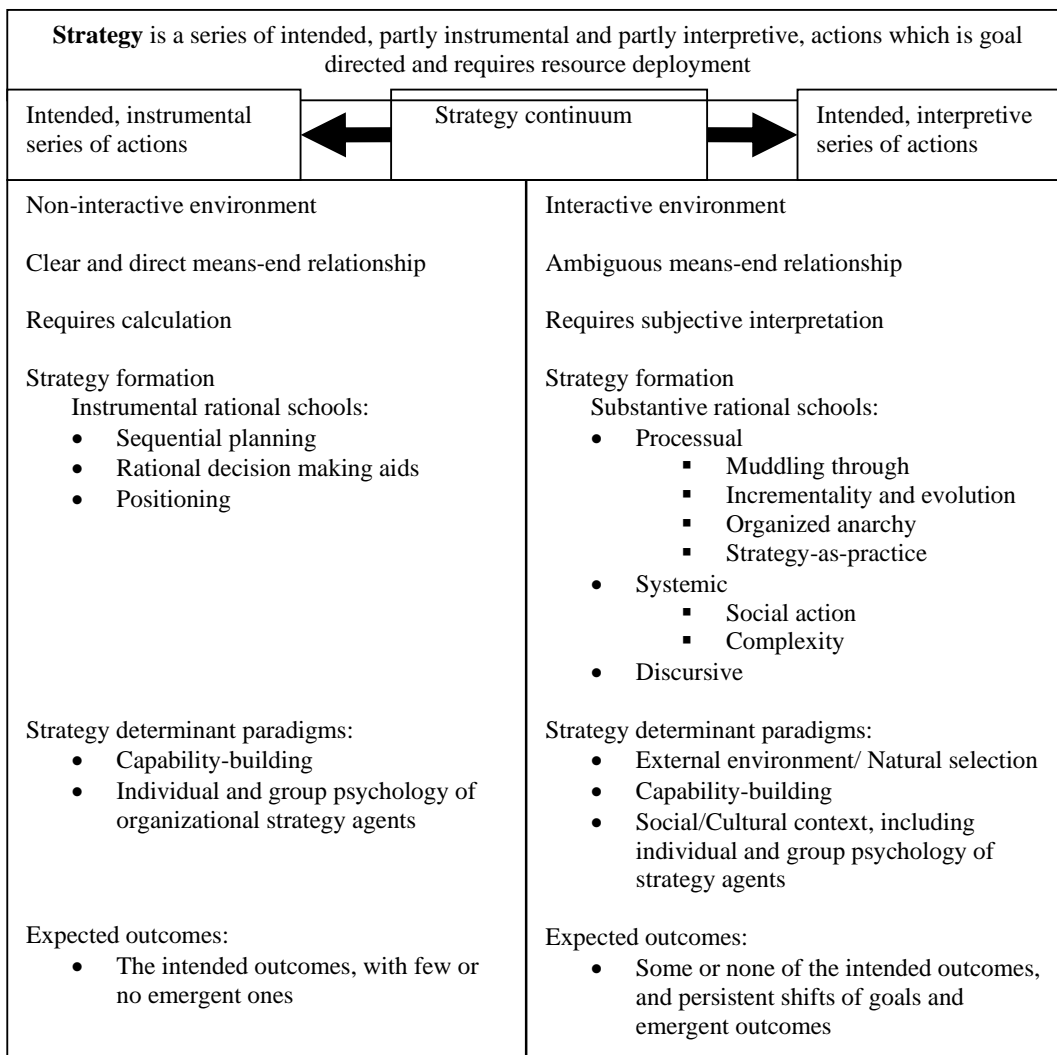 Strategy is a series of intended, partly instrumental and partly interpretive, actions which is goal
directed and requires resource deployment
Intended, instrumental
series of actions
Strategy continuum
Intended, interpretive
series of actions
Non-interactive environment
Clear and direct means-end relationship
Requires calculation
Strategy formation
Instrumental rational schools:
• Sequential planning
• Rational decision making aids
• Positioning
Strategy determinant paradigms:
• Capability-building
• Individual and group psychology of
organizational strategy agents
Expected outcomes:
• The intended outcomes, with few or
no emergent ones
Interactive environment
Ambiguous means-end relationship
Requires subjective interpretation
Strategy formation
Substantive rational schools:
• Processual
▪ Muddling through
▪ Incrementality and evolution
▪ Organized anarchy
▪ Strategy-as-practice
• Systemic
▪ Social action
▪ Complexity
• Discursive
Strategy determinant paradigms:
• External environment/ Natural selection
• Capability-building
• Social/Cultural context, including
individual and group psychology of
strategy agents
Expected outcomes:
• Some or none of the intended outcomes,
and persistent shifts of goals and
emergent outcomes